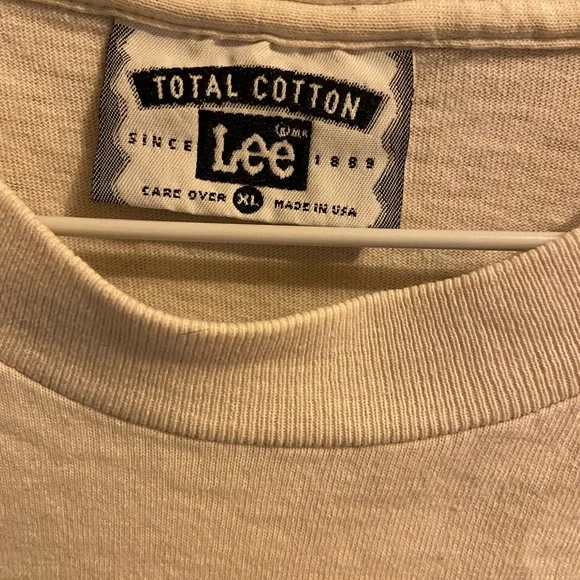 TOTAL COTTON
SINCE Lee 1889
CARE OVER XL MADE IN USA